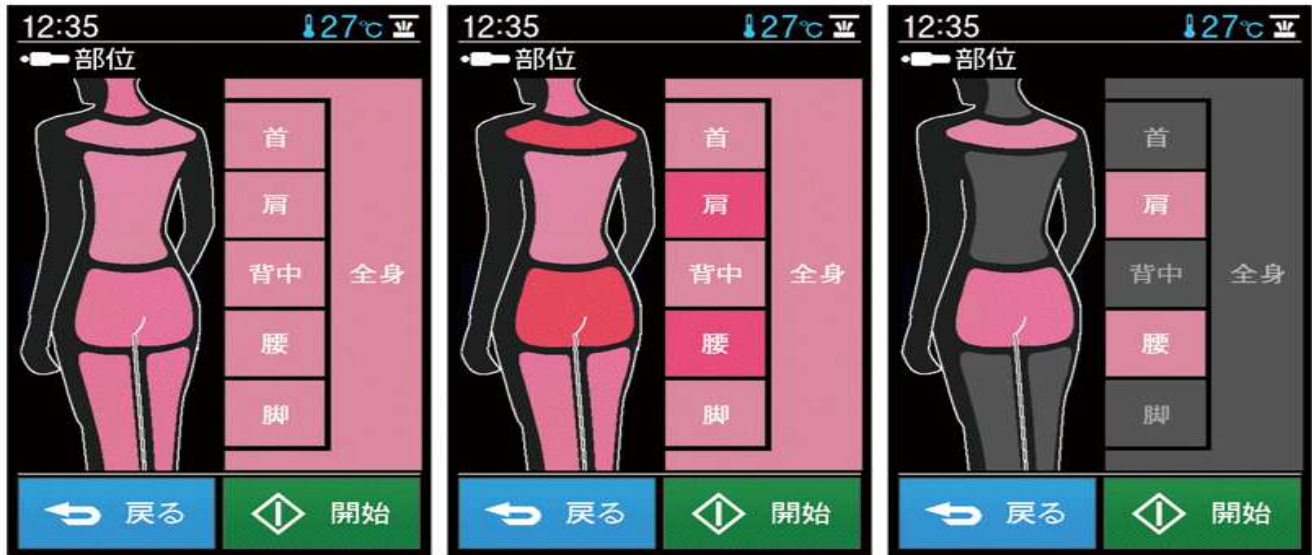 12:35 27℃
部位
首
肩
背中 全身
腰
脚
戻る 開始
12:35 27℃
部位
首
肩
背中 全身
腰
脚
戻る 開始
12:35 27℃
部位
首
肩
背中 全身
腰
脚
戻る 開始